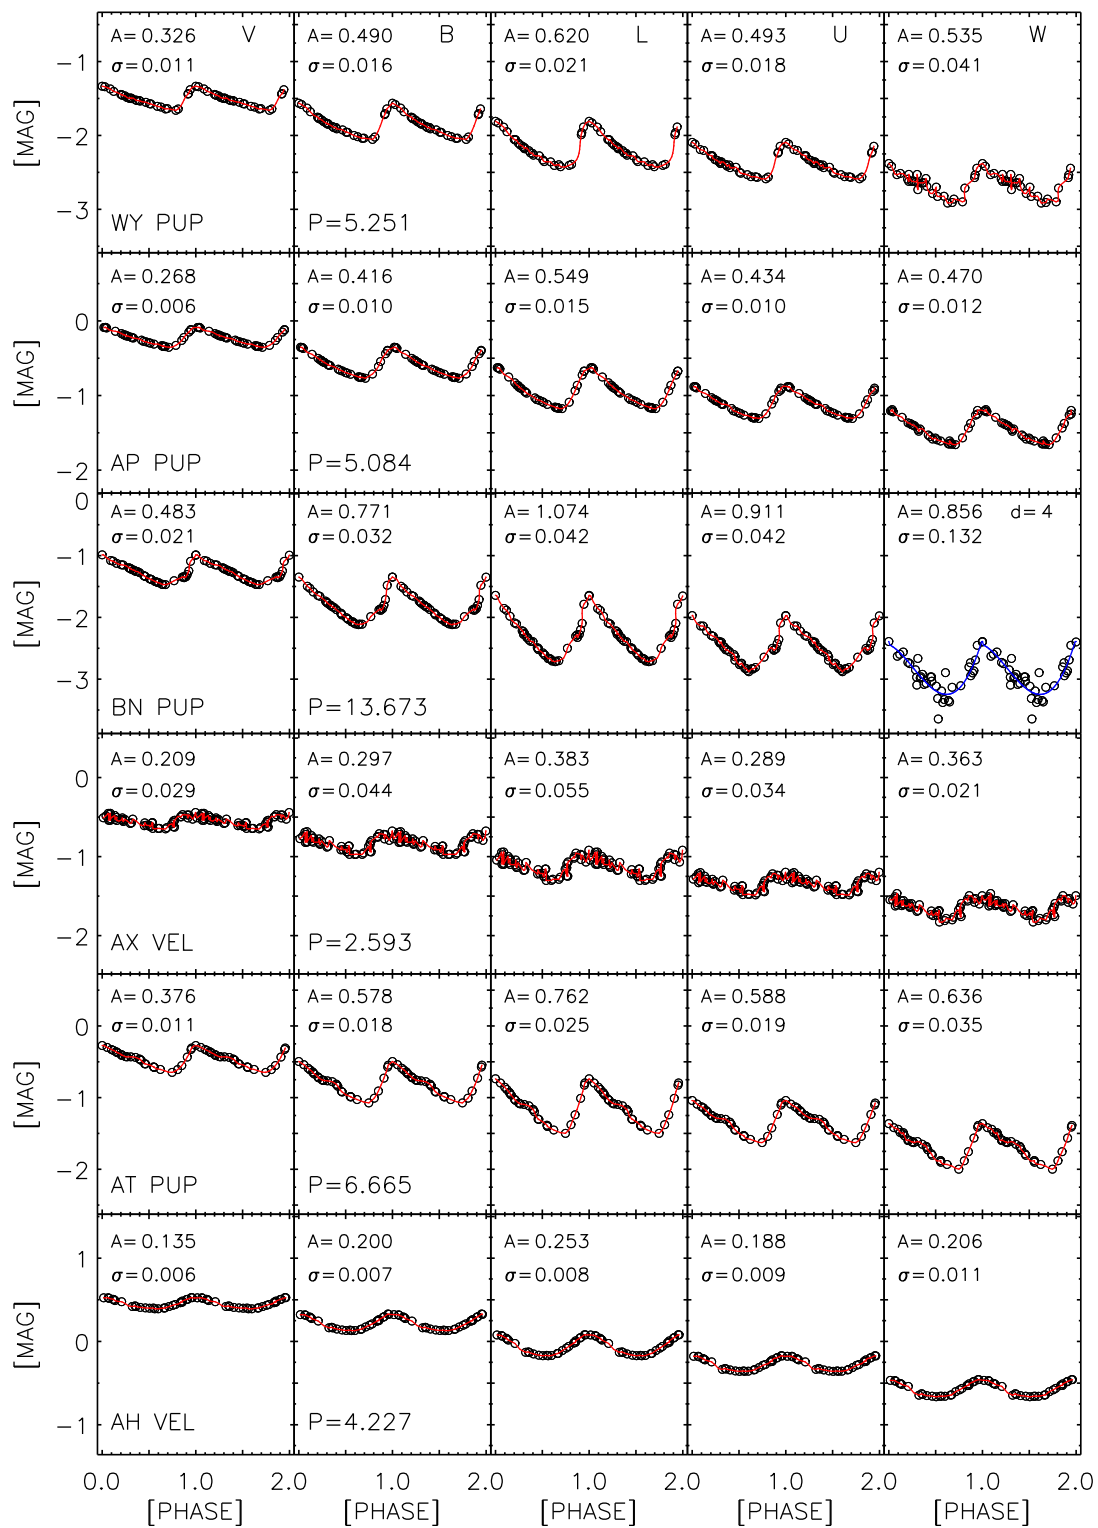 A=0.326 V A=0.490 B A=0.620 L A=0.493 U A=0.535 W
σ=0.011 σ=0.016 σ=0.021 σ=0.018 σ=0.041
−1
−2
−3
[MAG]
WY PUP P=5.251
A=0.268 A=0.416 A=0.549 A=0.434 A=0.470
σ=0.006 σ=0.010 σ=0.015 σ=0.010 σ=0.012
0
−1
−2
[MAG]
AP PUP P=5.084
A=0.483 A=0.771 A=1.074 A=0.911 A=0.856 d=4
σ=0.021 σ=0.032 σ=0.042 σ=0.042 σ=0.132
0
−1
−2
−3
[MAG]
BN PUP P=13.673
A=0.209 A=0.297 A=0.383 A=0.289 A=0.363
σ=0.029 σ=0.044 σ=0.055 σ=0.034 σ=0.021
0
−1
−2
[MAG]
AX VEL P=2.593
A=0.376 A=0.578 A=0.762 A=0.588 A=0.636
σ=0.011 σ=0.018 σ=0.025 σ=0.019 σ=0.035
0
−1
−2
[MAG]
AT PUP P=6.665
A=0.135 A=0.200 A=0.253 A=0.188 A=0.206
σ=0.006 σ=0.007 σ=0.008 σ=0.009 σ=0.011
1
0
−1
[MAG]
AH VEL P=4.227
0.0 1.0 2.0 1.0 2.0 1.0 2.0 1.0 2.0 1.0 2.0
[PHASE] [PHASE] [PHASE] [PHASE] [PHASE]